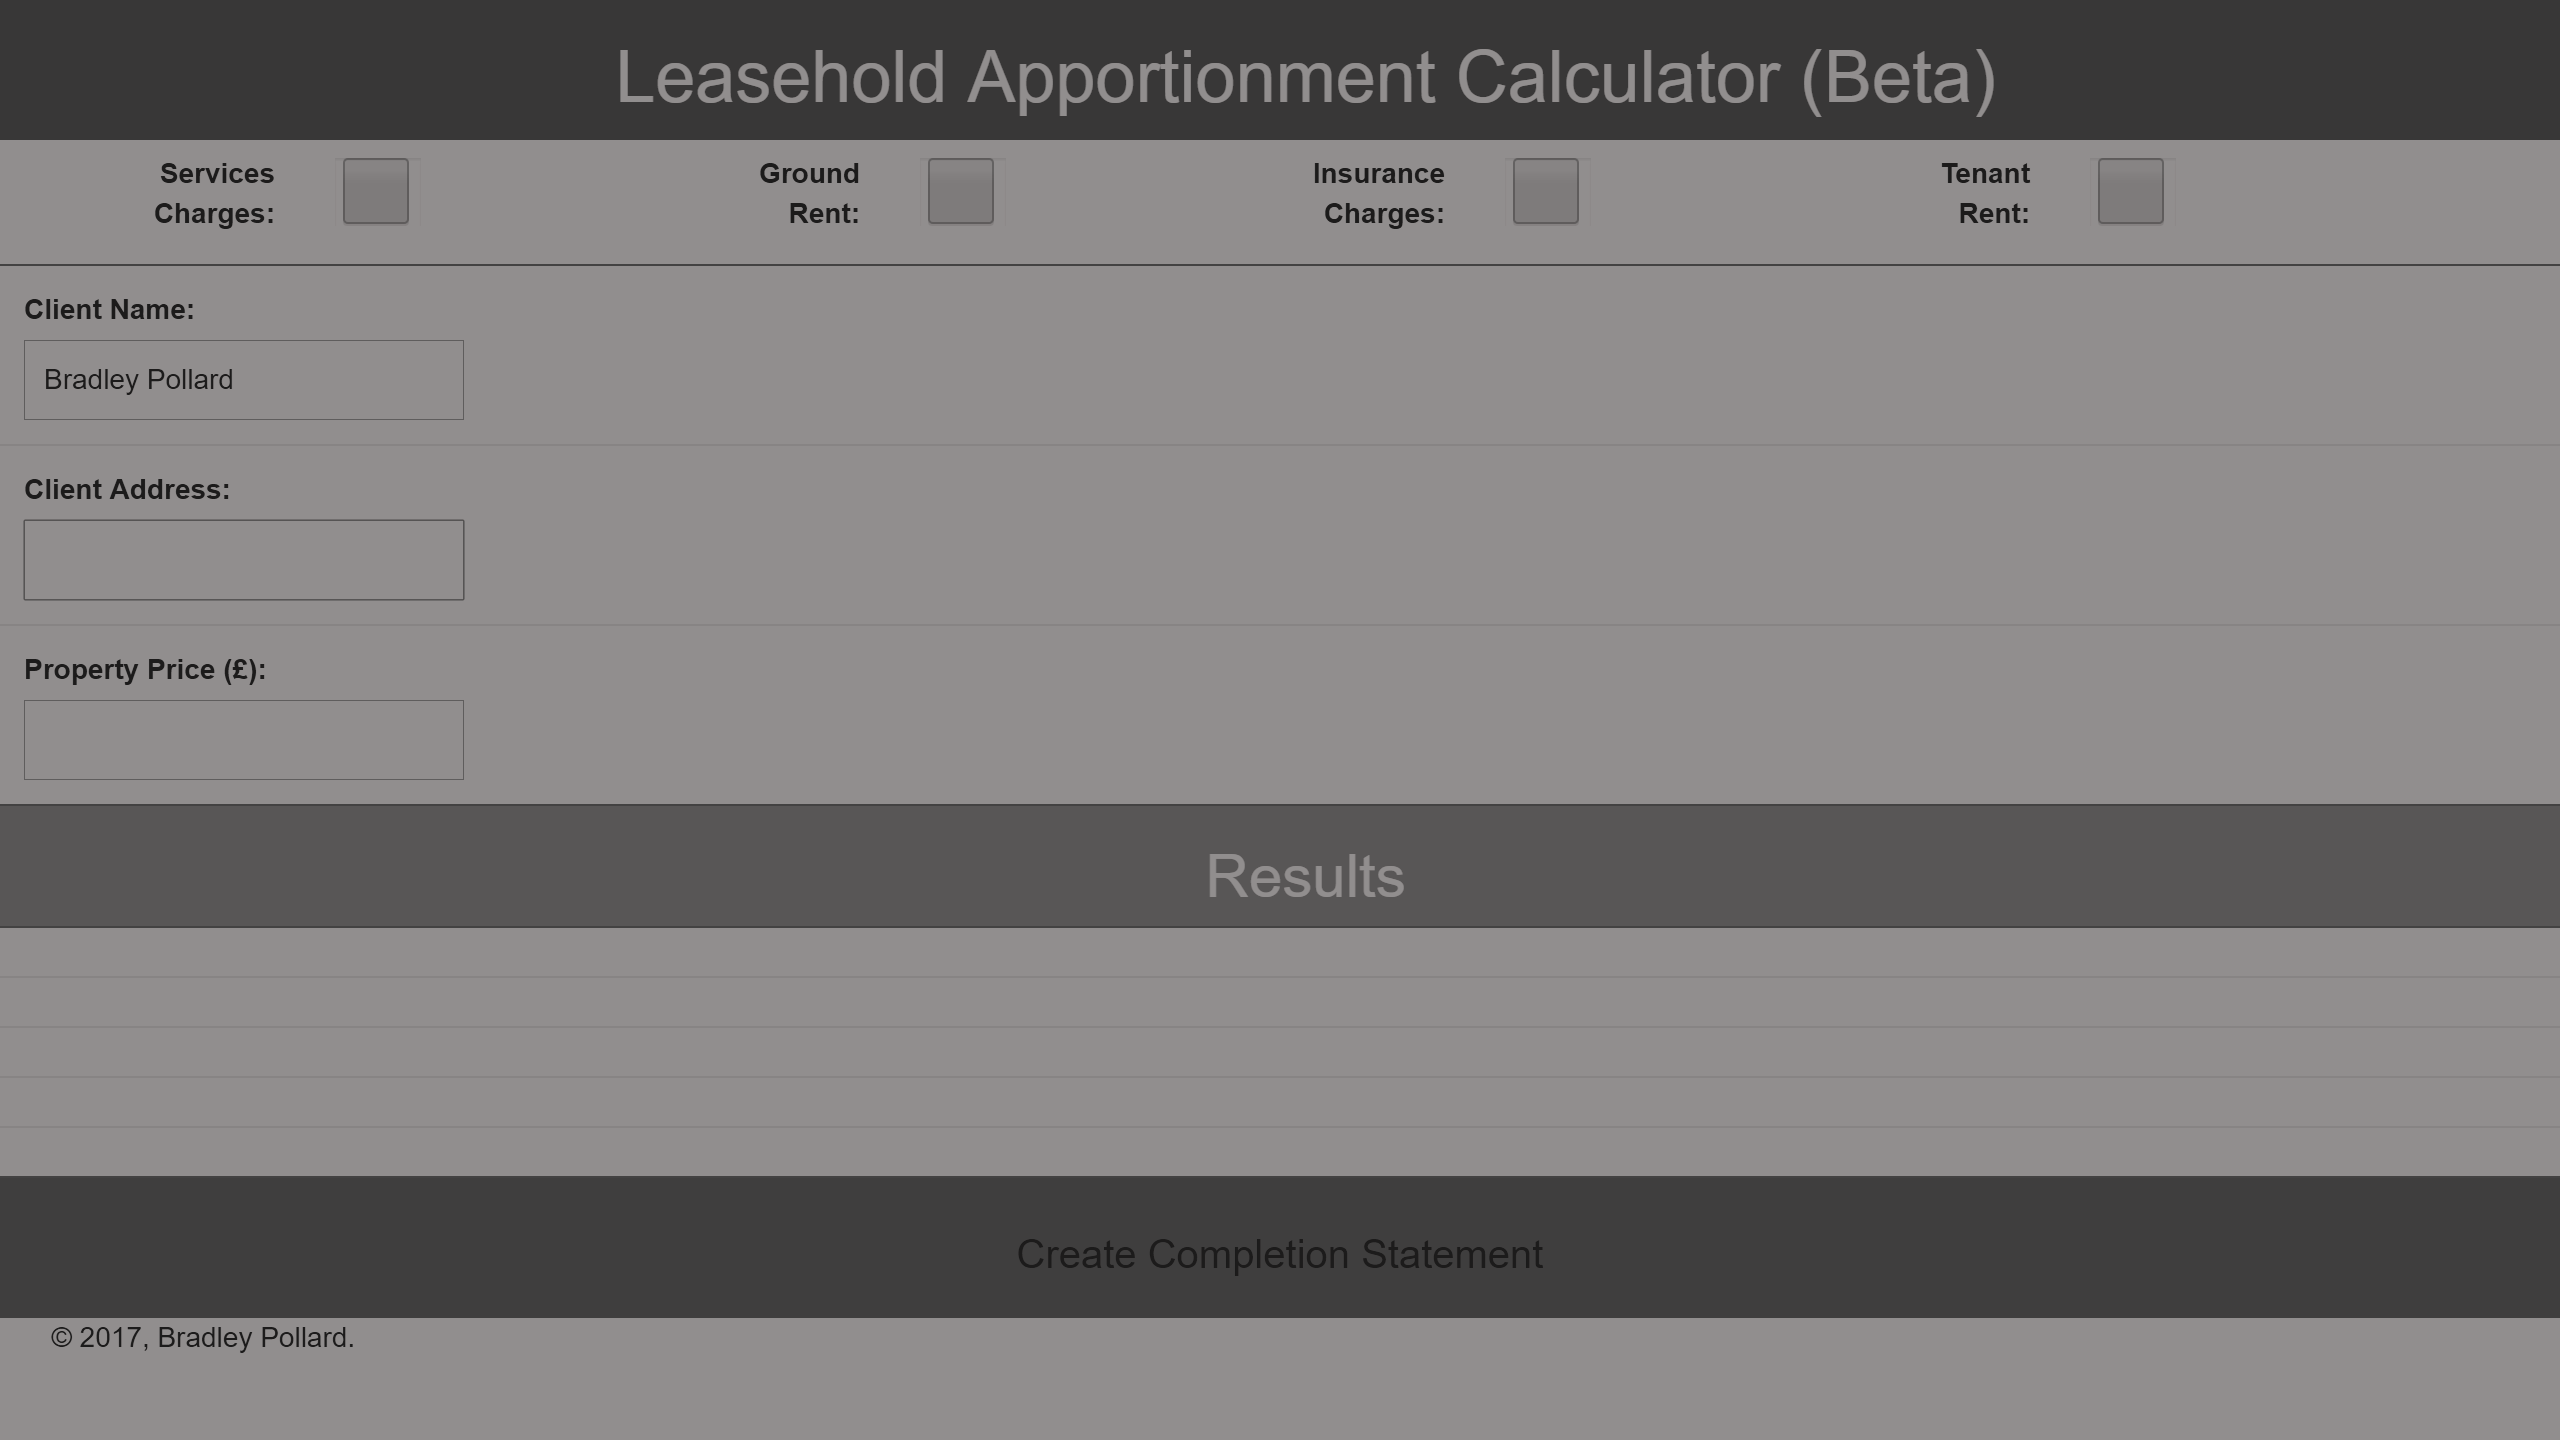 Leasehold Apportionment Calculator (Beta)
Services Charges:
Ground Rent:
Insurance Charges:
Tenant Rent:
Client Name:
Bradley Pollard
Client Address:
Property Price (£):
Results
Create Completion Statement
© 2017, Bradley Pollard.